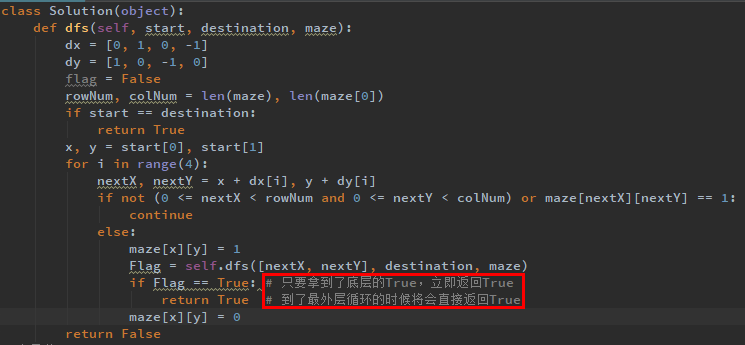 class Solution(object):
    def dfs(self, start, destination, maze):
        dx = [0, 1, 0, -1]
        dy = [1, 0, -1, 0]
        flag = False
        rowNum, colNum = len(maze), len(maze[0])
        if start == destination:
            return True
        x, y = start[0], start[1]
        for i in range(4):
            nextX, nextY = x + dx[i], y + dy[i]
            if not (0 <= nextX < rowNum and 0 <= nextY < colNum) or maze[nextX][nextY] == 1:
                continue
            else:
                maze[x][y] = 1
                Flag = self.dfs([nextX, nextY], destination, maze)
                if Flag == True: # 只要拿到了底层的True，立即返回True
                    return True # 到了最外层循环的时候将会直接返回True
                maze[x][y] = 0
        return False